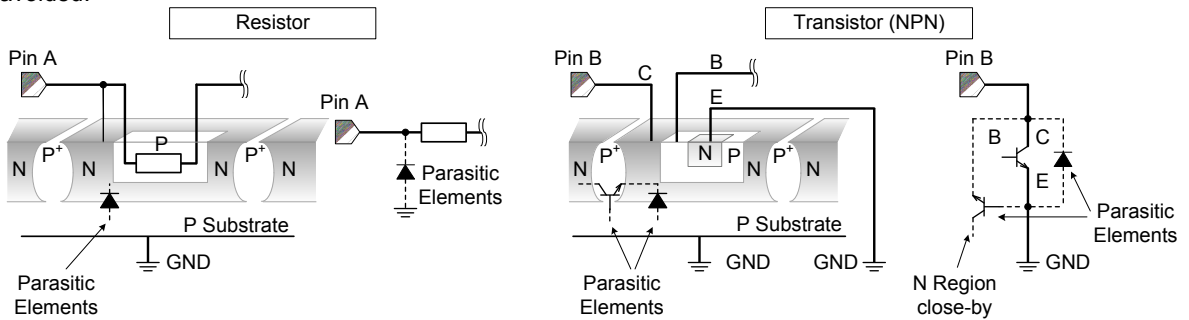 Resistor
Transistor (NPN)
Pin A
Pin A
N
P+
N
P
N
P+
N
Parasitic
Elements
P Substrate
GND
Parasitic
Elements
Pin B
C
B
E
N
P+
N
N
P
P+
N
P Substrate
GND
GND
Parasitic
Elements
Pin B
B
C
E
Parasitic
Elements
GND
N Region
close-by